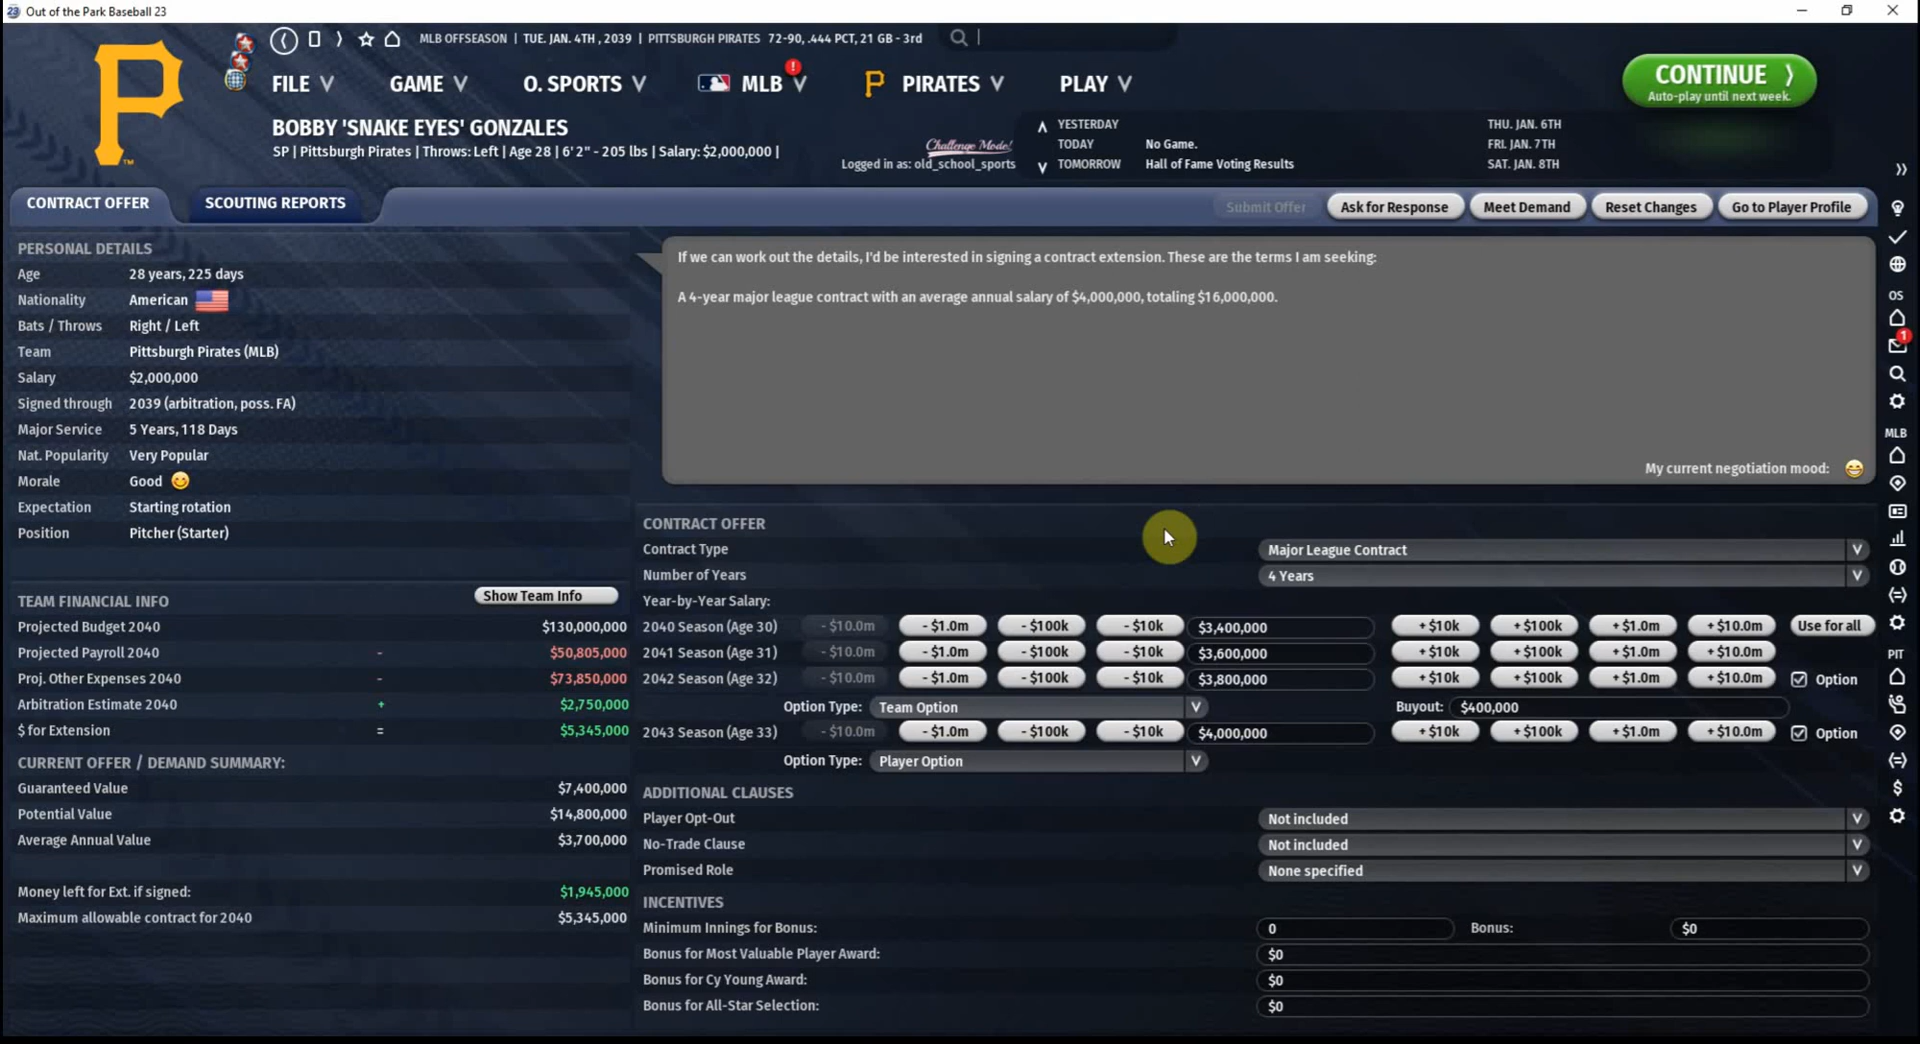 Out of the Park Baseball 23
MLB OFFSEASON | TUE. JAN. 4TH , 2039 | PITTSBURGH PIRATES 72-90, .444 PCT, 21 GB - 3rd
FILE GAME O. SPORTS MLB ! P PIRATES PLAY
CONTINUE
Auto-play until next week.
P
TM
BOBBY 'SNAKE EYES' GONZALES
SP | Pittsburgh Pirates | Throws: Left | Age 28 | 6' 2" - 205 lbs | Salary: $2,000,000 |
Challenge Mode!
Logged in as: old_school_sports
YESTERDAY
TODAY No Game.
TOMORROW Hall of Fame Voting Results
THU. JAN. 6TH
FRI. JAN. 7TH
SAT. JAN. 8TH
CONTRACT OFFER SCOUTING REPORTS
Submit Offer Ask for Response Meet Demand Reset Changes Go to Player Profile
PERSONAL DETAILS
Age 28 years, 225 days
Nationality American
Bats / Throws Right / Left
Team Pittsburgh Pirates (MLB)
Salary $2,000,000
Signed through 2039 (arbitration, poss. FA)
Major Service 5 Years, 118 Days
Nat. Popularity Very Popular
Morale Good
Expectation Starting rotation
Position Pitcher (Starter)
If we can work out the details, I'd be interested in signing a contract extension. These are the terms I am seeking:
A 4-year major league contract with an average annual salary of $4,000,000, totaling $16,000,000.
My current negotiation mood:
TEAM FINANCIAL INFO Show Team Info
Projected Budget 2040 $130,000,000
Projected Payroll 2040 - $50,805,000
Proj. Other Expenses 2040 - $73,850,000
Arbitration Estimate 2040 + $2,750,000
$ for Extension = $5,345,000
CURRENT OFFER / DEMAND SUMMARY:
Guaranteed Value $7,400,000
Potential Value $14,800,000
Average Annual Value $3,700,000
Money left for Ext. if signed: $1,945,000
Maximum allowable contract for 2040 $5,345,000
CONTRACT OFFER
Contract Type Major League Contract
Number of Years 4 Years
Year-by-Year Salary:
2040 Season (Age 30) - $10.0m - $1.0m - $100k - $10k $3,400,000 + $10k + $100k + $1.0m + $10.0m Use for all
2041 Season (Age 31) - $10.0m - $1.0m - $100k - $10k $3,600,000 + $10k + $100k + $1.0m + $10.0m
2042 Season (Age 32) - $10.0m - $1.0m - $100k - $10k $3,800,000 + $10k + $100k + $1.0m + $10.0m Option
Option Type: Team Option Buyout: $400,000
2043 Season (Age 33) - $10.0m - $1.0m - $100k - $10k $4,000,000 + $10k + $100k + $1.0m + $10.0m Option
Option Type: Player Option
ADDITIONAL CLAUSES
Player Opt-Out Not included
No-Trade Clause Not included
Promised Role None specified
INCENTIVES
Minimum Innings for Bonus: 0 Bonus: $0
Bonus for Most Valuable Player Award: $0
Bonus for Cy Young Award: $0
Bonus for All-Star Selection: $0
OS
1
MLB
PIT
$